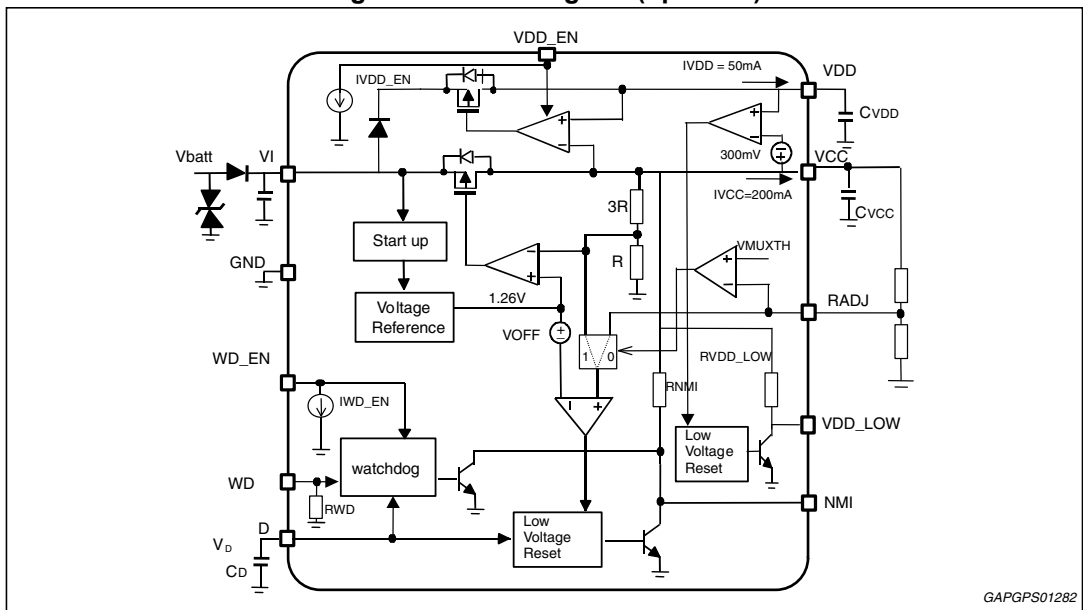 VDD_EN
IVDD_EN
IVDD = 50mA
VDD
CVDD
300mV
VCC
IVCC=200mA
CVCC
Vbatt
VI
3R
Start up
R
VMUXTH
GND
Voltage
Reference
1.26V
RADJ
VOFF
1 0
RVDD_LOW
WD_EN
IWD_EN
RNMI
VDD_LOW
Low
Voltage
Reset
watchdog
WD
RWD
NMI
D
VD
CD
Low
Voltage
Reset
GAPGPS01282